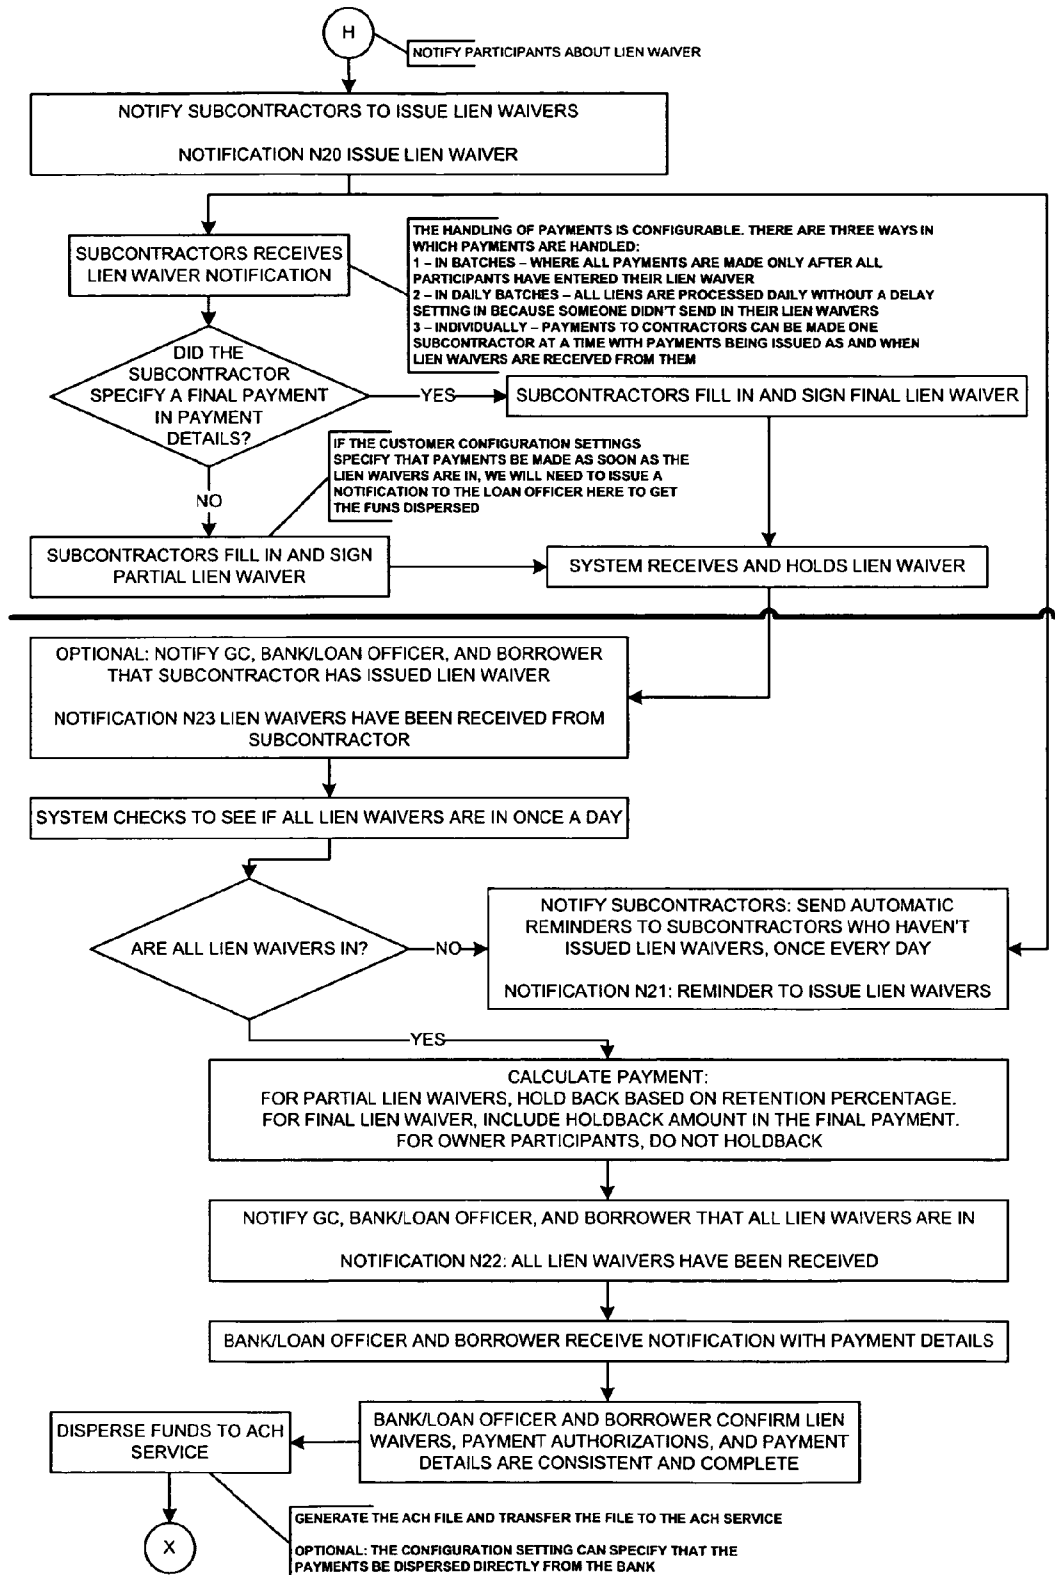 H
NOTIFY PARTICIPANTS ABOUT LIEN WAIVER
NOTIFY SUBCONTRACTORS TO ISSUE LIEN WAIVERS
NOTIFICATION N20 ISSUE LIEN WAIVER
SUBCONTRACTORS RECEIVES
LIEN WAIVER NOTIFICATION
THE HANDLING OF PAYMENTS IS CONFIGURABLE. THERE ARE THREE WAYS IN
WHICH PAYMENTS ARE HANDLED:
1 – IN BATCHES – WHERE ALL PAYMENTS ARE MADE ONLY AFTER ALL
PARTICIPANTS HAVE ENTERED THEIR LIEN WAIVER
2 – IN DAILY BATCHES – ALL LIENS ARE PROCESSED DAILY WITHOUT A DELAY
SETTING IN BECAUSE SOMEONE DIDN'T SEND IN THEIR LIEN WAIVERS
3 – INDIVIDUALLY – PAYMENTS TO CONTRACTORS CAN BE MADE ONE
SUBCONTRACTOR AT A TIME WITH PAYMENTS BEING ISSUED AS AND WHEN
LIEN WAIVERS ARE RECEIVED FROM THEM
DID THE
SUBCONTRACTOR
SPECIFY A FINAL PAYMENT
IN PAYMENT
DETAILS?
YES
SUBCONTRACTORS FILL IN AND SIGN FINAL LIEN WAIVER
IF THE CUSTOMER CONFIGURATION SETTINGS
SPECIFY THAT PAYMENTS BE MADE AS SOON AS THE
LIEN WAIVERS ARE IN, WE WILL NEED TO ISSUE A
NOTIFICATION TO THE LOAN OFFICER HERE TO GET
THE FUNS DISPERSED
NO
SUBCONTRACTORS FILL IN AND SIGN
PARTIAL LIEN WAIVER
SYSTEM RECEIVES AND HOLDS LIEN WAIVER
OPTIONAL: NOTIFY GC, BANK/LOAN OFFICER, AND BORROWER
THAT SUBCONTRACTOR HAS ISSUED LIEN WAIVER
NOTIFICATION N23 LIEN WAIVERS HAVE BEEN RECEIVED FROM
SUBCONTRACTOR
SYSTEM CHECKS TO SEE IF ALL LIEN WAIVERS ARE IN ONCE A DAY
ARE ALL LIEN WAIVERS IN?
NO
NOTIFY SUBCONTRACTORS: SEND AUTOMATIC
REMINDERS TO SUBCONTRACTORS WHO HAVEN'T
ISSUED LIEN WAIVERS, ONCE EVERY DAY
NOTIFICATION N21: REMINDER TO ISSUE LIEN WAIVERS
YES
CALCULATE PAYMENT:
FOR PARTIAL LIEN WAIVERS, HOLD BACK BASED ON RETENTION PERCENTAGE.
FOR FINAL LIEN WAIVER, INCLUDE HOLDBACK AMOUNT IN THE FINAL PAYMENT.
FOR OWNER PARTICIPANTS, DO NOT HOLDBACK
NOTIFY GC, BANK/LOAN OFFICER, AND BORROWER THAT ALL LIEN WAIVERS ARE IN
NOTIFICATION N22: ALL LIEN WAIVERS HAVE BEEN RECEIVED
BANK/LOAN OFFICER AND BORROWER RECEIVE NOTIFICATION WITH PAYMENT DETAILS
BANK/LOAN OFFICER AND BORROWER CONFIRM LIEN
WAIVERS, PAYMENT AUTHORIZATIONS, AND PAYMENT
DETAILS ARE CONSISTENT AND COMPLETE
DISPERSE FUNDS TO ACH
SERVICE
X
GENERATE THE ACH FILE AND TRANSFER THE FILE TO THE ACH SERVICE
OPTIONAL: THE CONFIGURATION SETTING CAN SPECIFY THAT THE
PAYMENTS BE DISPERSED DIRECTLY FROM THE BANK